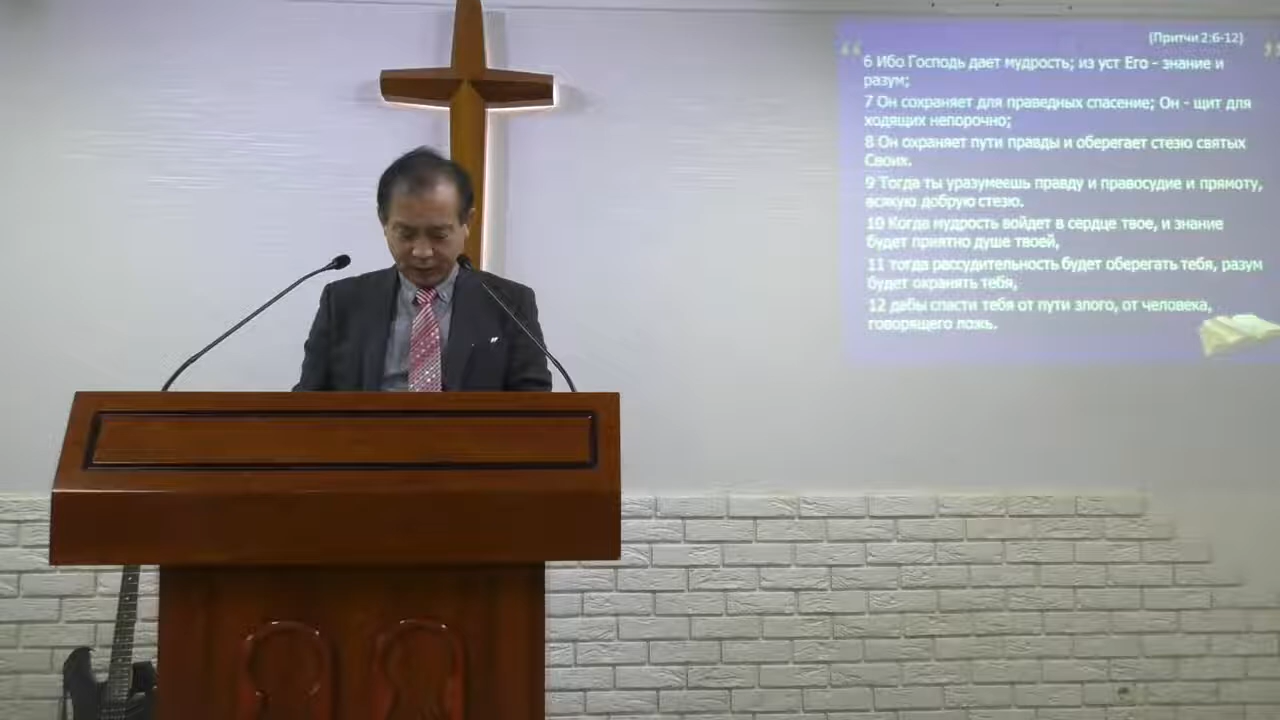 (Притчи 2:6-12)
6 Ибо Господь дает мудрость; из уст Его - знание и
разум;
7 Он сохраняет для праведных спасение; Он - щит для
ходящих непорочно;
8 Он охраняет пути правды и оберегает стезю святых
Своих.
9 Тогда ты уразумеешь правду и правосудие и прямоту,
всякую добрую стезю.
10 Когда мудрость войдет в сердце твое, и знание
будет приятно душе твоей,
11 тогда рассудительность будет оберегать тебя, разум
будет охранять тебя,
12 дабы спасти тебя от пути злого, от человека,
говорящего ложь.